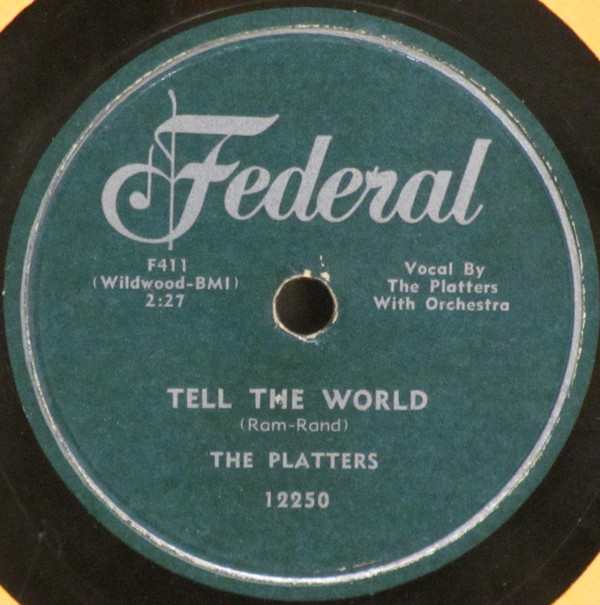 Federal
F411
(Wildwood-BMI)
2:27
Vocal By
The Platters
With Orchestra
TELL THE WORLD
(Ram-Rand)
THE PLATTERS
12250